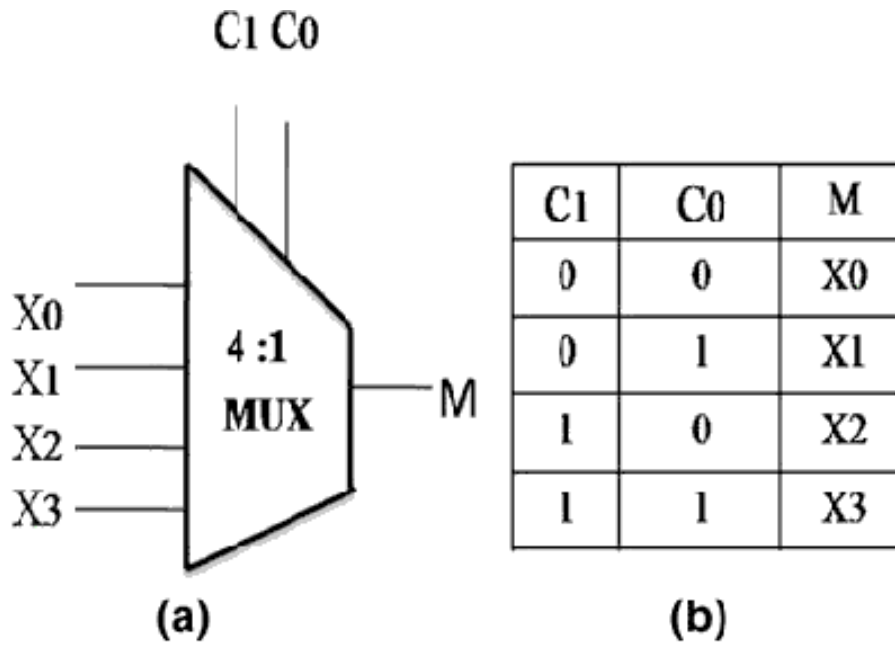 C1 C0
X0
X1
X2
X3
4 :1
MUX
M
(a)
C1 C0 M
0 0 X0
0 1 X1
1 0 X2
1 1 X3
(b)